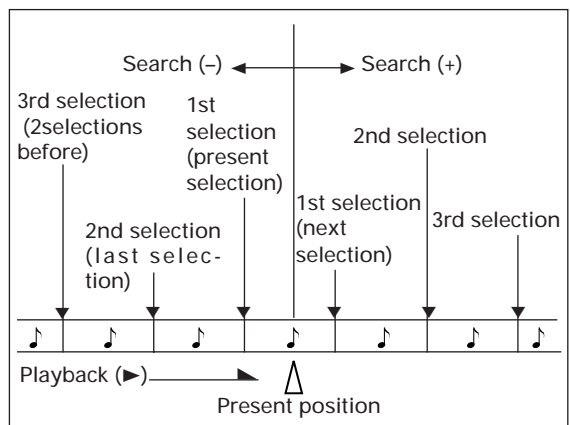 Search (–)
Search (+)
3rd selection
(2selections
before)
1st
selection
(present
selection)
2nd selection
2nd selection
(last selec-
tion)
1st selection
(next
selection)
3rd selection
Playback (►)
Present position